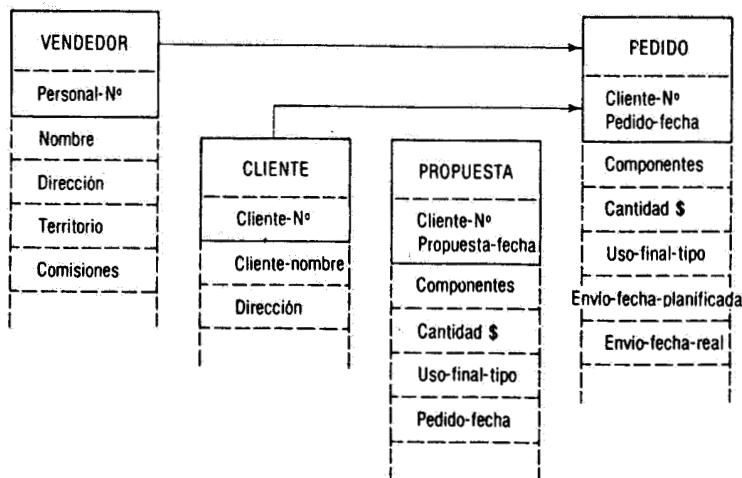 VENDEDOR
Personal-Nº
Nombre
Dirección
Territorio
Comisiones
CLIENTE
Cliente-Nº
Cliente-nombre
Dirección
PROPUESTA
Cliente-Nº
Propuesta-fecha
Componentes
Cantidad $
Uso-final-tipo
Pedido-fecha
PEDIDO
Cliente-Nº
Pedido-fecha
Componentes
Cantidad $
Uso-final-tipo
Envío-fecha-planificada
Envio-fecha-real